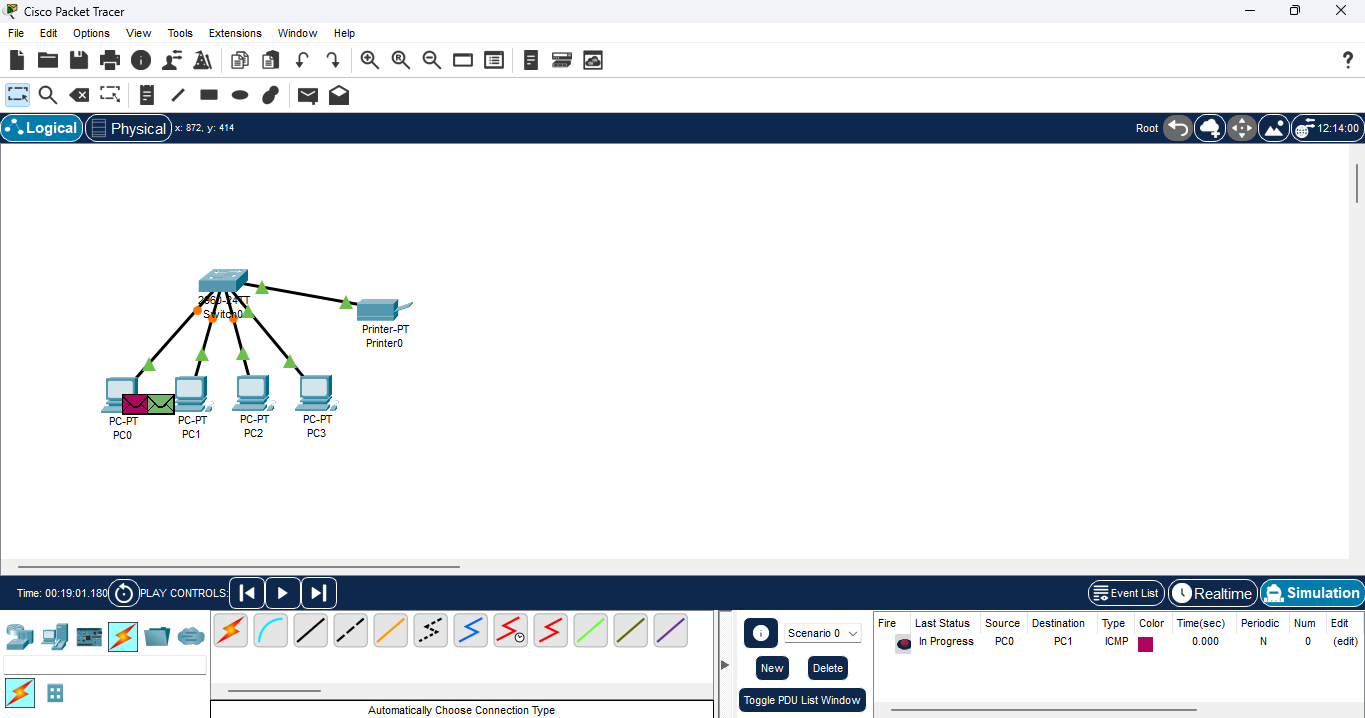 Cisco Packet Tracer
File Edit Options View Tools Extensions Window Help
Logical Physical x: 872, y: 414 Root 12:14:00
2960-24TT
Switch0
Printer-PT
Printer0
PC-PT PC-PT PC-PT PC-PT
PC0 PC1 PC2 PC3
Time: 00:19:01.180 PLAY CONTROLS: Event List Realtime Simulation
Scenario 0
New Delete
Toggle PDU List Window
Fire Last Status Source Destination Type Color Time(sec) Periodic Num Edit
In Progress PC0 PC1 ICMP 0.000 N 0 (edit)
Automatically Choose Connection Type